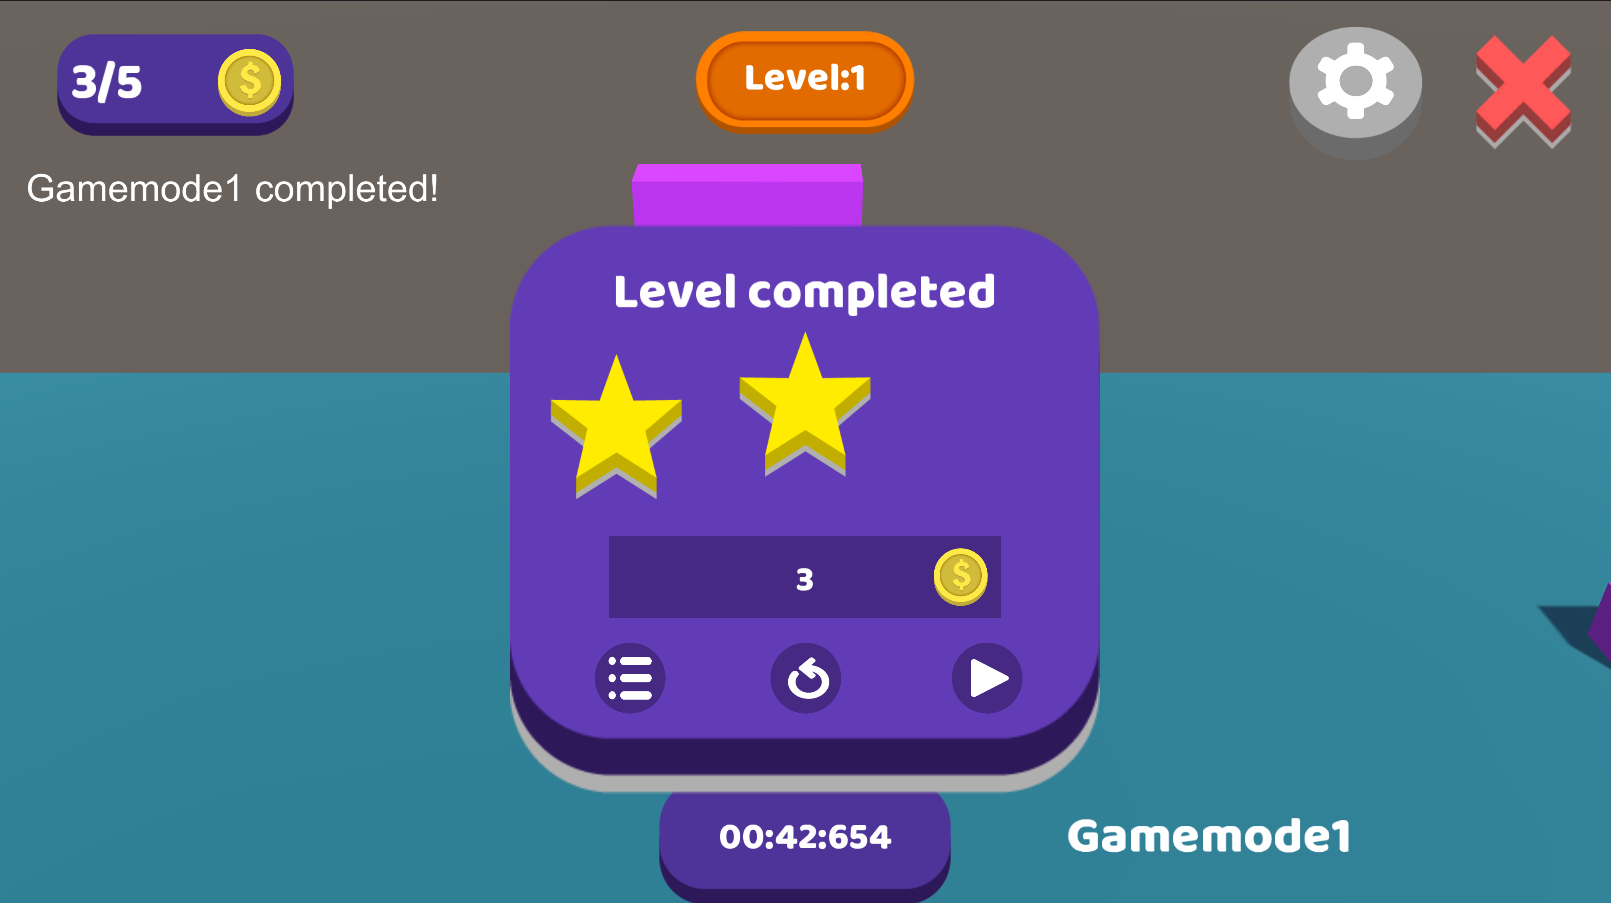 3/5
$
Level:1
Gamemode1 completed!
Level completed
3
$
00:42:654
Gamemode1